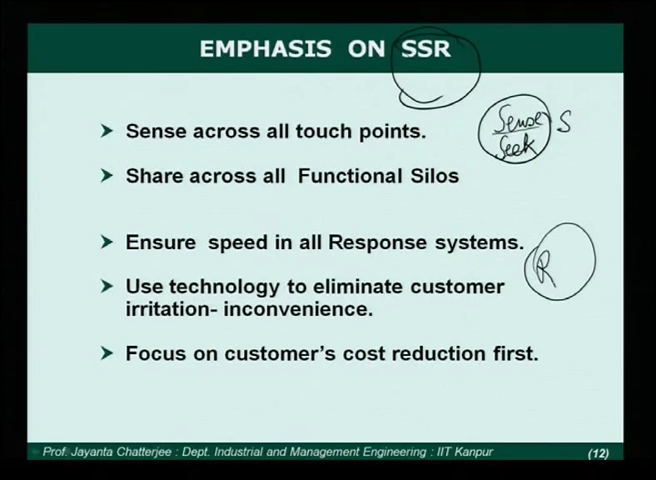 EMPHASIS ON SSR
Sense S
Seek
➤ Sense across all touch points.
➤ Share across all Functional Silos
➤ Ensure speed in all Response systems.
R
➤ Use technology to eliminate customer
irritation- inconvenience.
➤ Focus on customer's cost reduction first.
Prof. Jayanta Chatterjee : Dept. Industrial and Management Engineering : IIT Kanpur (12)